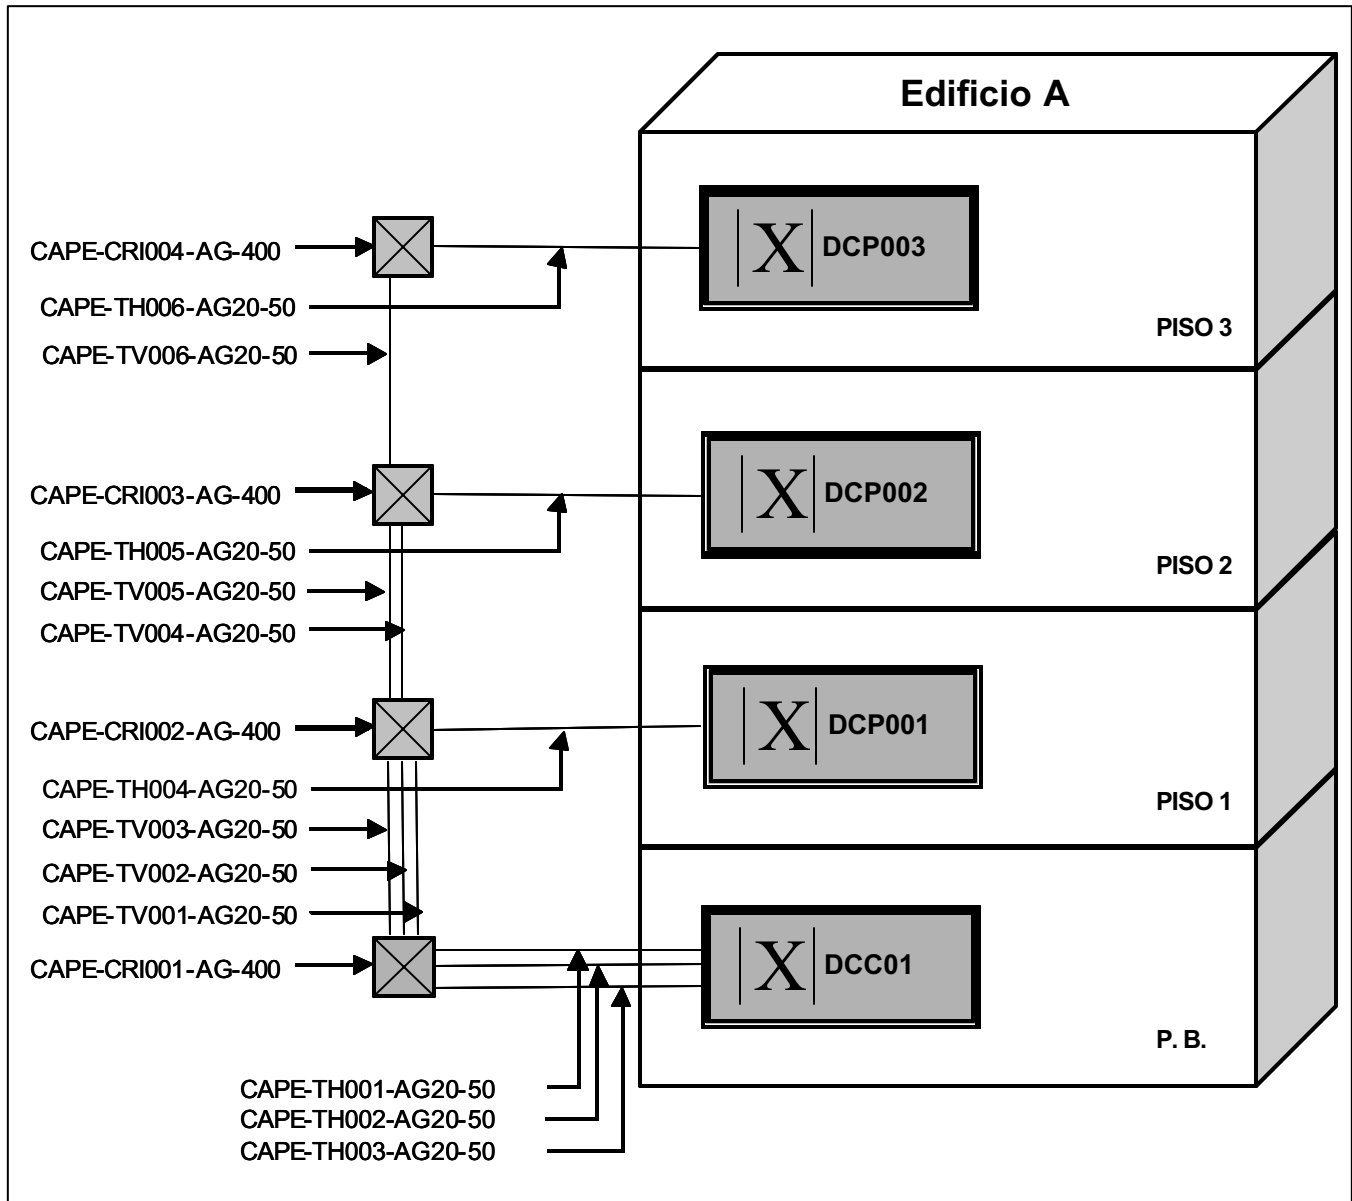 Edificio A
CAPE-CRI004-AG-400
X DCP003
CAPE-TH006-AG20-50
PISO 3
CAPE-TV006-AG20-50
CAPE-CRI003-AG-400
X DCP002
CAPE-TH005-AG20-50
PISO 2
CAPE-TV005-AG20-50
CAPE-TV004-AG20-50
CAPE-CRI002-AG-400
X DCP001
CAPE-TH004-AG20-50
PISO 1
CAPE-TV003-AG20-50
CAPE-TV002-AG20-50
CAPE-TV001-AG20-50
CAPE-CRI001-AG-400
X DCC01
P. B.
CAPE-TH001-AG20-50
CAPE-TH002-AG20-50
CAPE-TH003-AG20-50